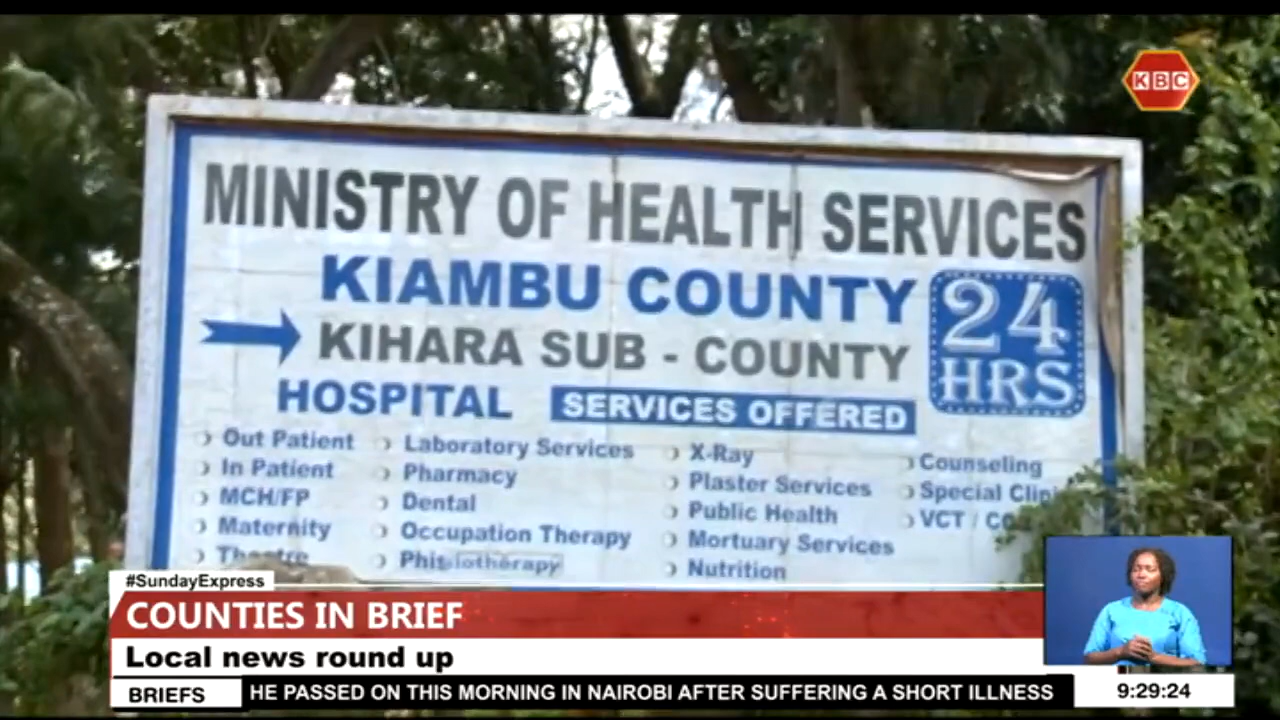 KBC
MINISTRY OF HEALTH SERVICES
KIAMBU COUNTY
24
HRS
KIHARA SUB - COUNTY
HOSPITAL
SERVICES OFFERED
Out Patient
In Patient
MCH/FP
Maternity
Theatre
Laboratory Services
Pharmacy
Dental
Occupation Therapy
Phisiotherapy
X-Ray
Plaster Services
Public Health
Mortuary Services
Nutrition
Counseling
Special
VCT /
#SundayExpress
COUNTIES IN BRIEF
Local news round up
BRIEFS
HE PASSED ON THIS MORNING IN NAIROBI AFTER SUFFERING A SHORT ILLNESS
9:29:24